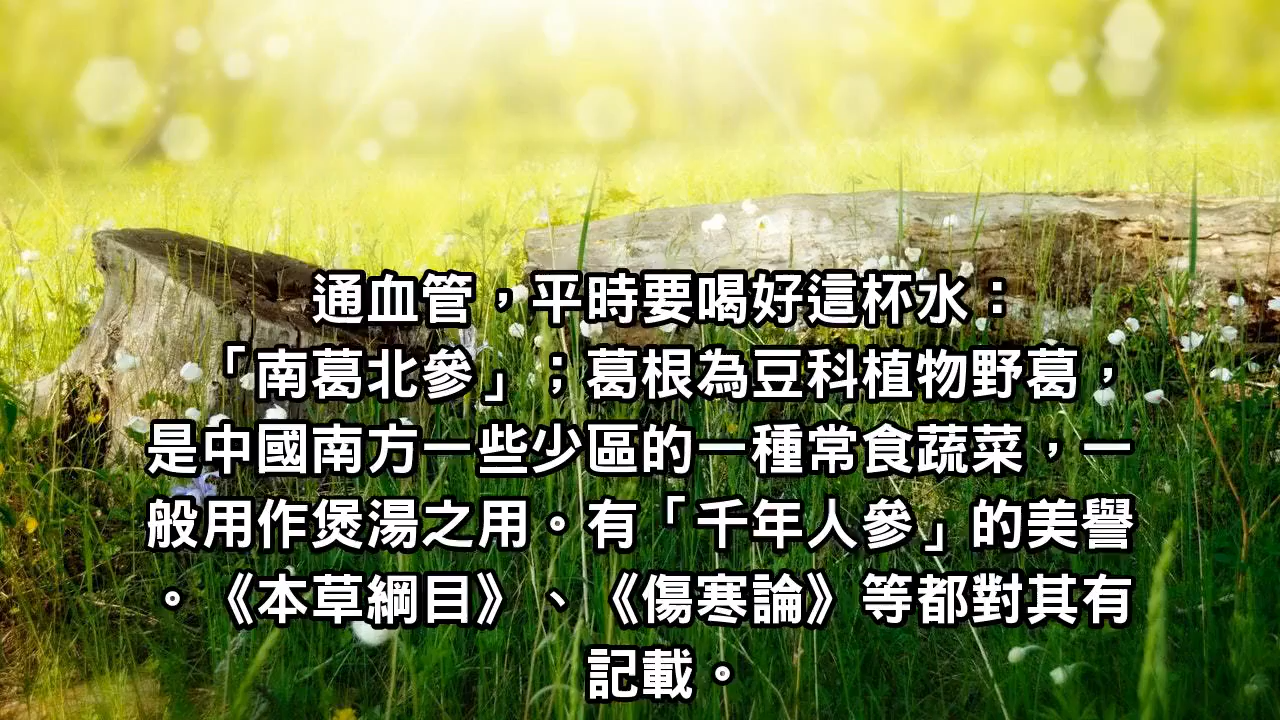 通血管，平時要喝好這杯水：
「南葛北參」；葛根為豆科植物野葛，
是中國南方一些少區的一種常食蔬菜，一
般用作煲湯之用。有「千年人參」的美譽
。《本草綱目》、《傷寒論》等都對其有
記載。